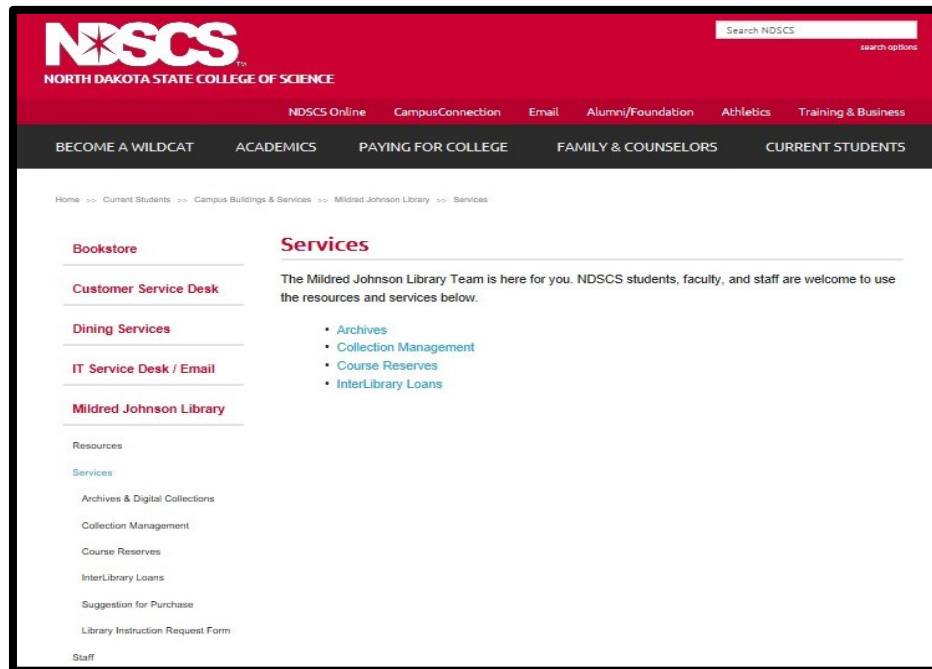 NDSCS TM
NORTH DAKOTA STATE COLLEGE OF SCIENCE
Search NDSCS
search options
NDSCS Online CampusConnection Email Alumni/Foundation Athletics Training & Business
BECOME A WILDCAT ACADEMICS PAYING FOR COLLEGE FAMILY & COUNSELORS CURRENT STUDENTS
Home >> Current Students >> Campus Buildings & Services >> Mildred Johnson Library >> Services
Bookstore
Customer Service Desk
Dining Services
IT Service Desk / Email
Mildred Johnson Library
Resources
Services
Archives & Digital Collections
Collection Management
Course Reserves
InterLibrary Loans
Suggestion for Purchase
Library Instruction Request Form
Staff
Services
The Mildred Johnson Library Team is here for you. NDSCS students, faculty, and staff are welcome to use
the resources and services below.
• Archives
• Collection Management
• Course Reserves
• InterLibrary Loans